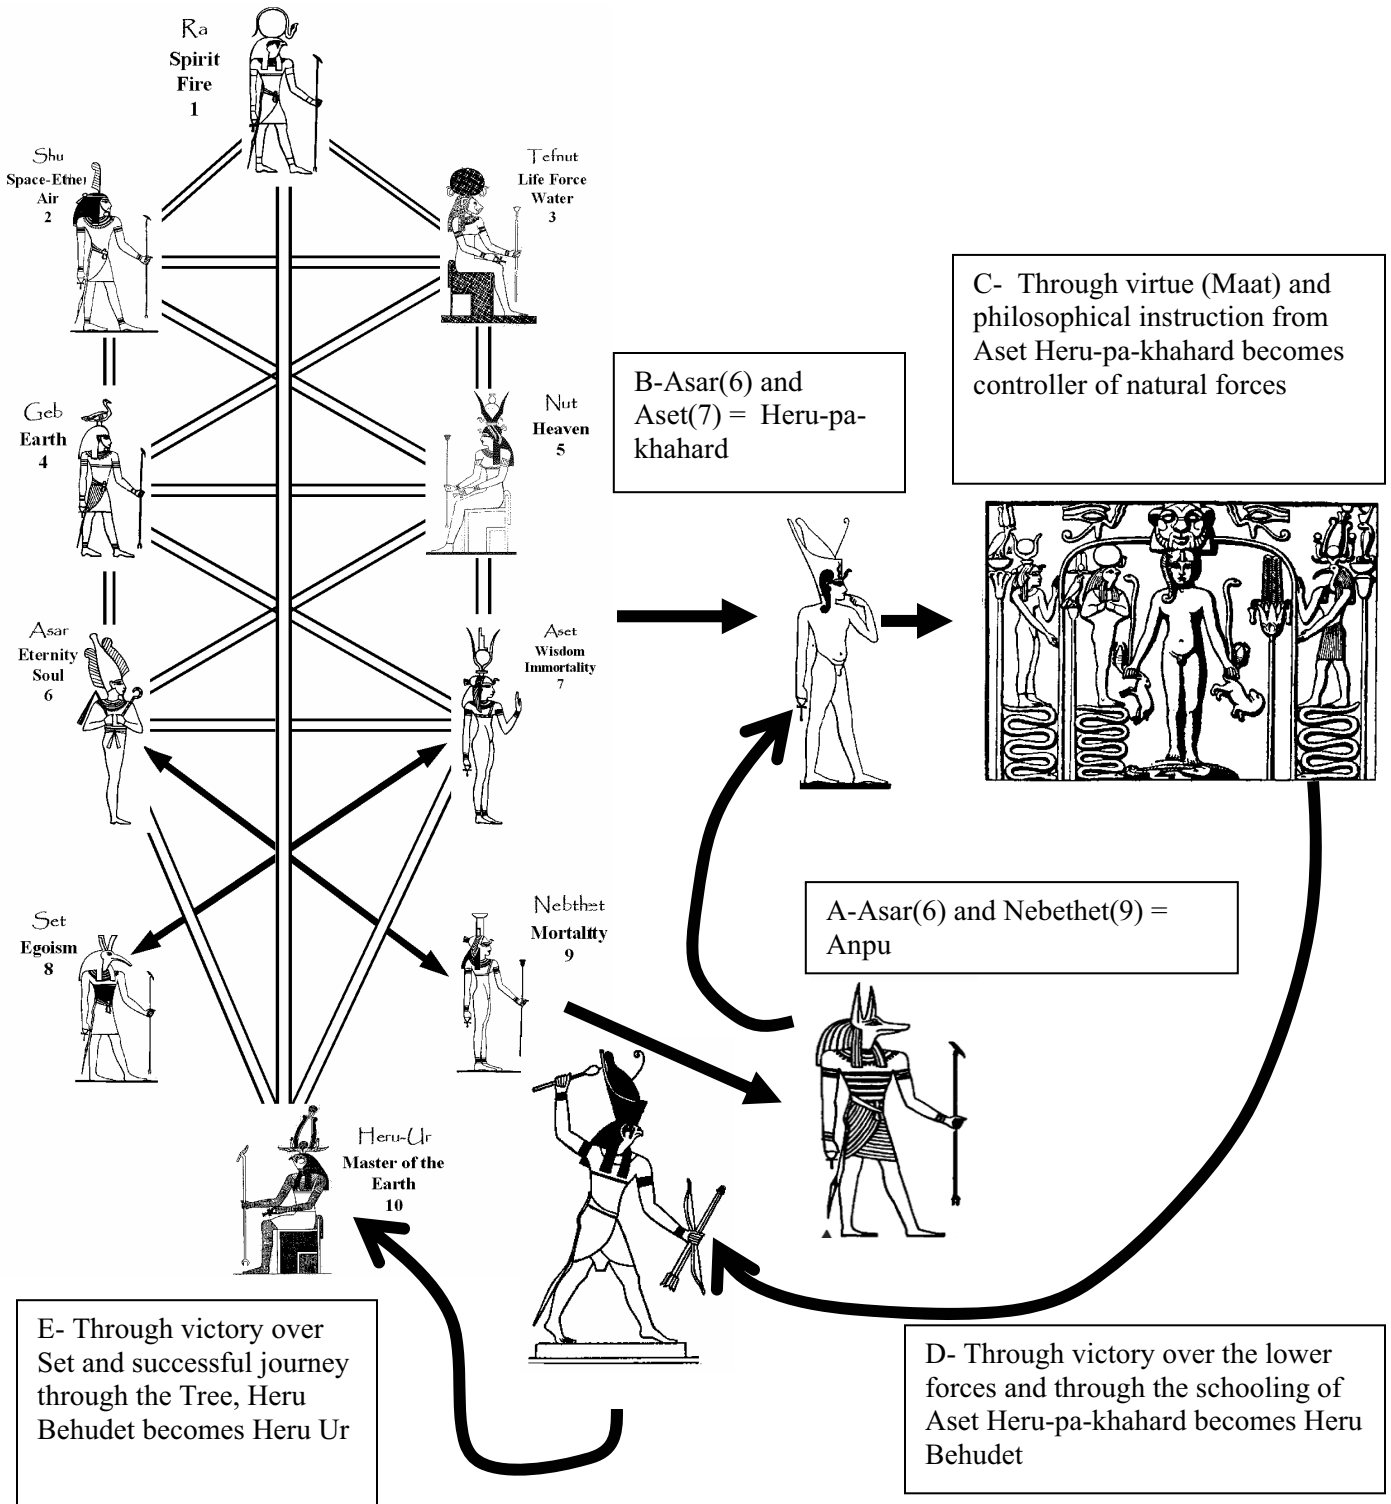 Ra
Spirit
Fire
1
Shu
Space-Ether
Air
2
Tefnut
Life Force
Water
3
Geb
Earth
4
Nut
Heaven
5
Asar
Eternity
Soul
6
Aset
Wisdom
Immortality
7
Set
Egoism
8
Nebthet
Mortality
9
Heru-Ur
Master of the
Earth
10
B-Asar(6) and
Aset(7) = Heru-pa-
khahard
C- Through virtue (Maat) and
philosophical instruction from
Aset Heru-pa-khahard becomes
controller of natural forces
A-Asar(6) and Nebethet(9) =
Anpu
E- Through victory over
Set and successful journey
through the Tree, Heru
Behudet becomes Heru Ur
D- Through victory over the lower
forces and through the schooling of
Aset Heru-pa-khahard becomes Heru
Behudet